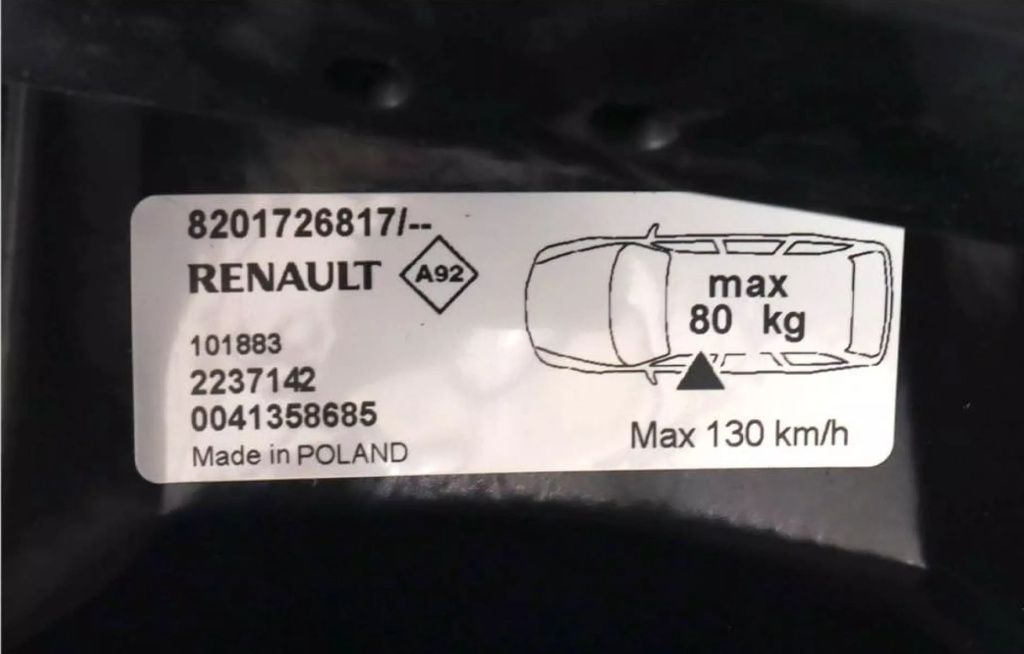 8201726817/--
RENAULT A92
101883
2237142
0041358685
Made in POLAND
max
80 kg
Max 130 km/h